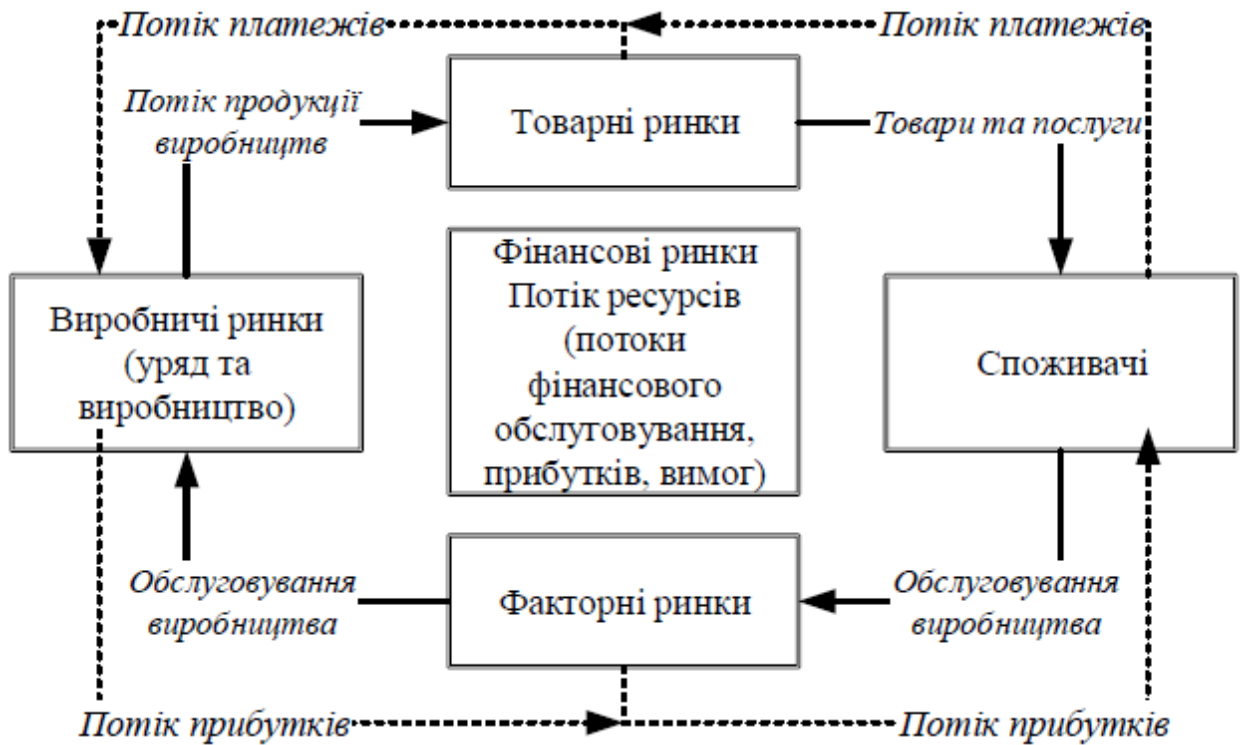 Потік платежів
Потік платежів
Потік продукції
виробництв
Товарні ринки
Товари та послуги
Виробничі ринки
(уряд та
виробництво)
Фінансові ринки
Потік ресурсів
(потоки
фінансового
обслуговування,
прибутків, вимог)
Споживачі
Обслуговування
виробництва
Факторні ринки
Обслуговування
виробництва
Потік прибутків
Потік прибутків